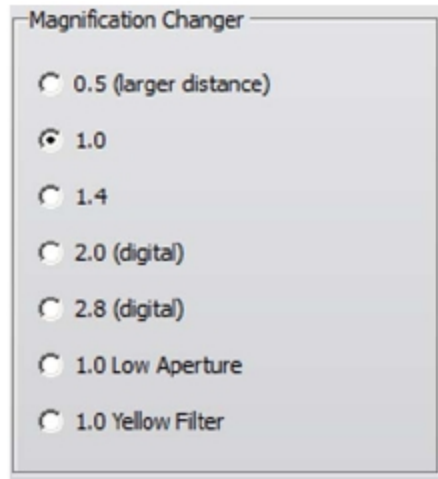 Magnification Changer
0.5 (larger distance)
1.0
1.4
2.0 (digital)
2.8 (digital)
1.0 Low Aperture
1.0 Yellow Filter